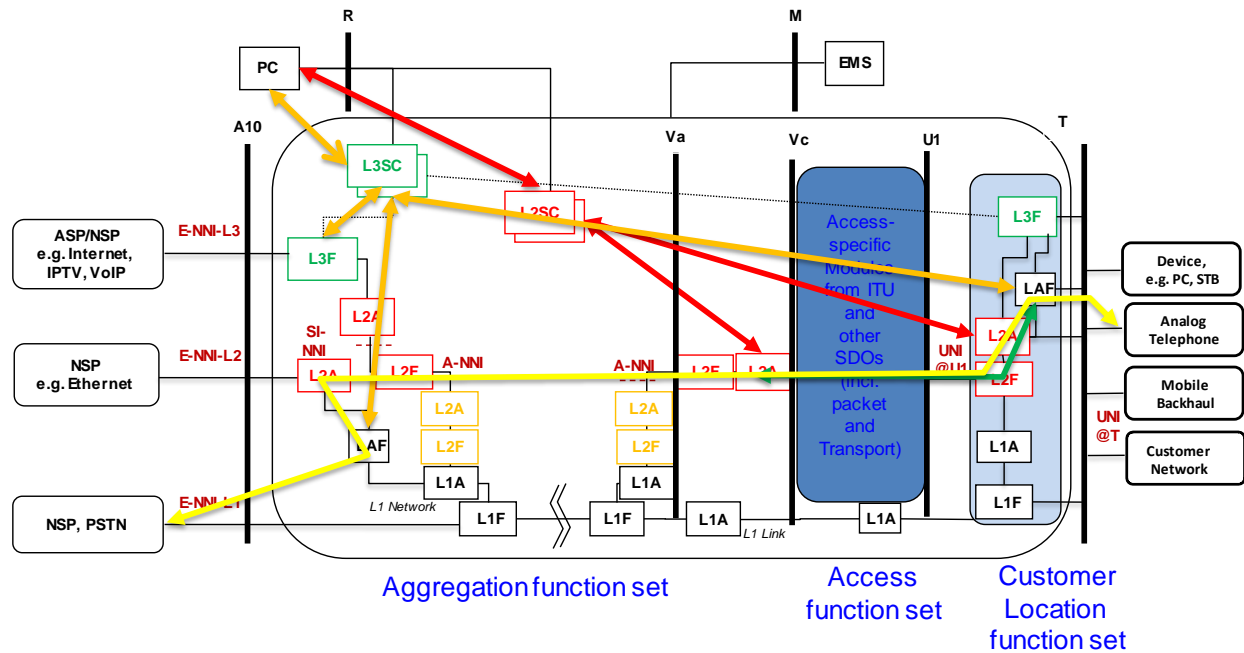 R
M
PC
EMS
A10
Va
Vc
U1
T
L3SC
L2SC
ASP/NSP
e.g. Internet,
IPTV, VoIP
E-NNI-L3
L3F
L2A
SI-
NNI
NSP
e.g. Ethernet
E-NNI-L2
L2A
L2F
A-NNI
A-NNI
L2F
L2A
L2A
L2F
L2A
L2F
LAF
L1A
L1A
L1 Network
NSP, PSTN
E-NNI-L1
L1F
L1F
L1A
L1 Link
Access-
specific
Modules
from ITU
and
other
SDOs
(incl.
packet
and
Transport)
L1A
UNI
@U1
L3F
LAF
L2A
L2F
L1A
L1F
Device,
e.g. PC, STB
Analog
Telephone
Mobile
Backhaul
UNI
@T
Customer
Network
Aggregation function set
Access
function set
Customer
Location
function set